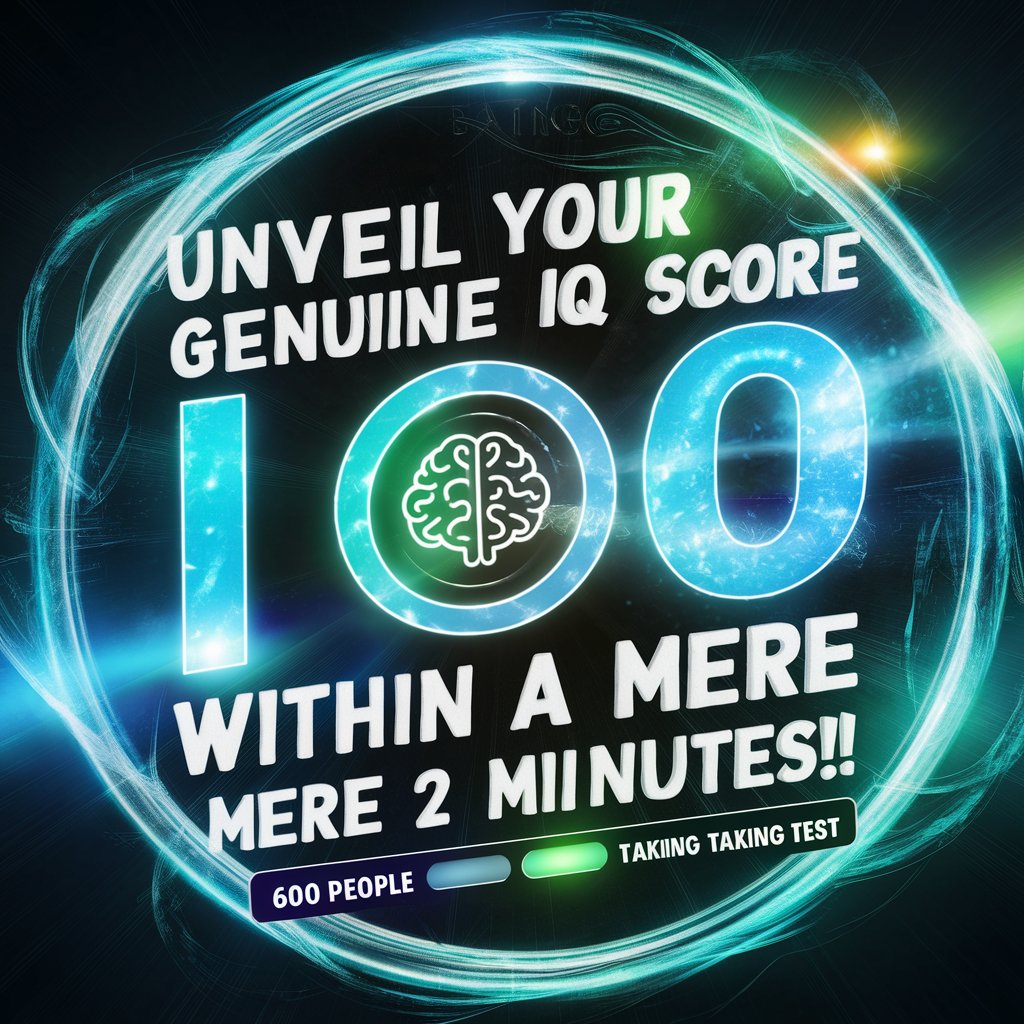 UNVEIL YOUR
GENUIINE IQ SCORE
100
WITHIN A MERE
MERE 2 MIINUTES!!
600 PEOPLE TAKIING TAKING TEST